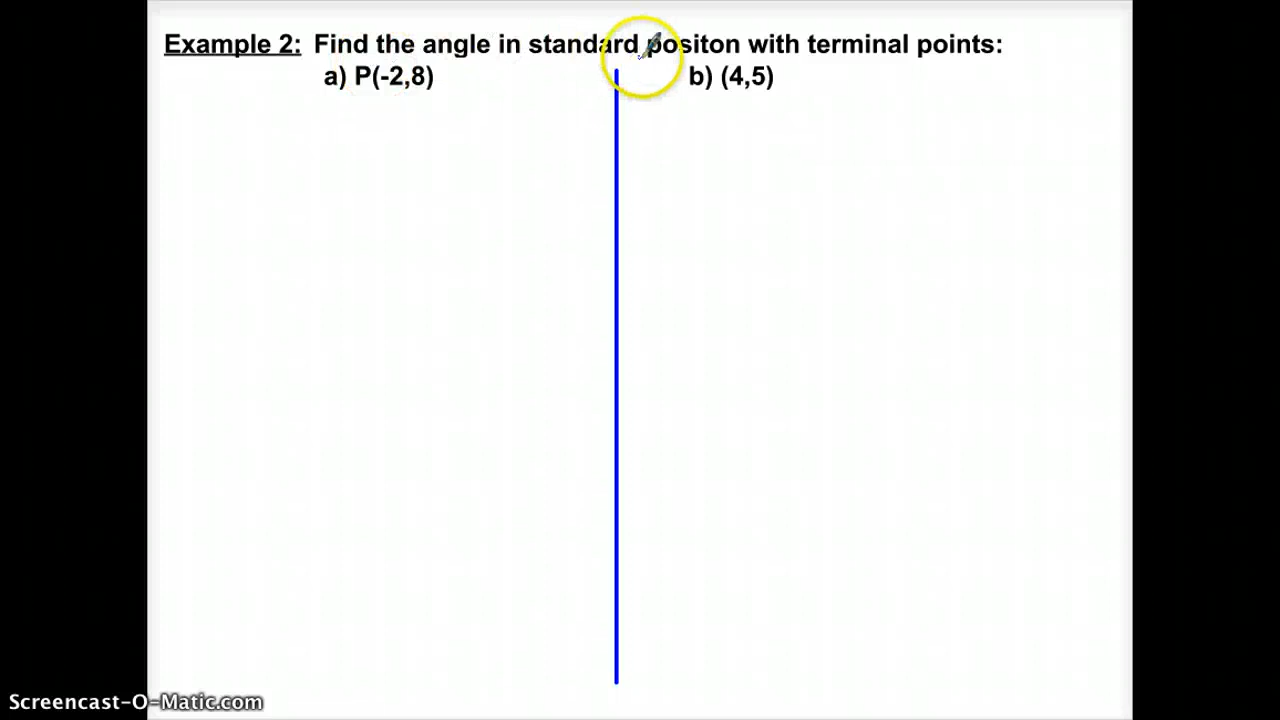 Example 2: Find the angle in standard positon with terminal points:
a) P(-2,8) b) (4,5)
Screencast-O-Matic.com